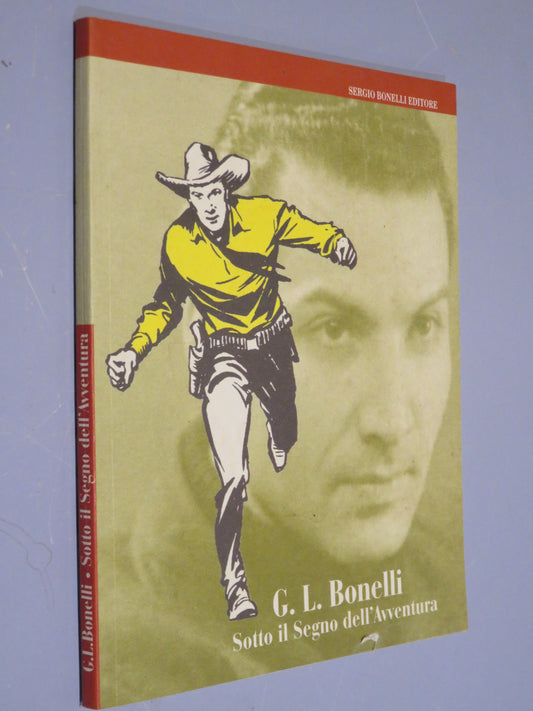 SERGIO BONELLI EDITORE
G. L. Bonelli
Sotto il Segno dell'Avventura
G.L.Bonelli • Sotto il Segno dell'Avventura